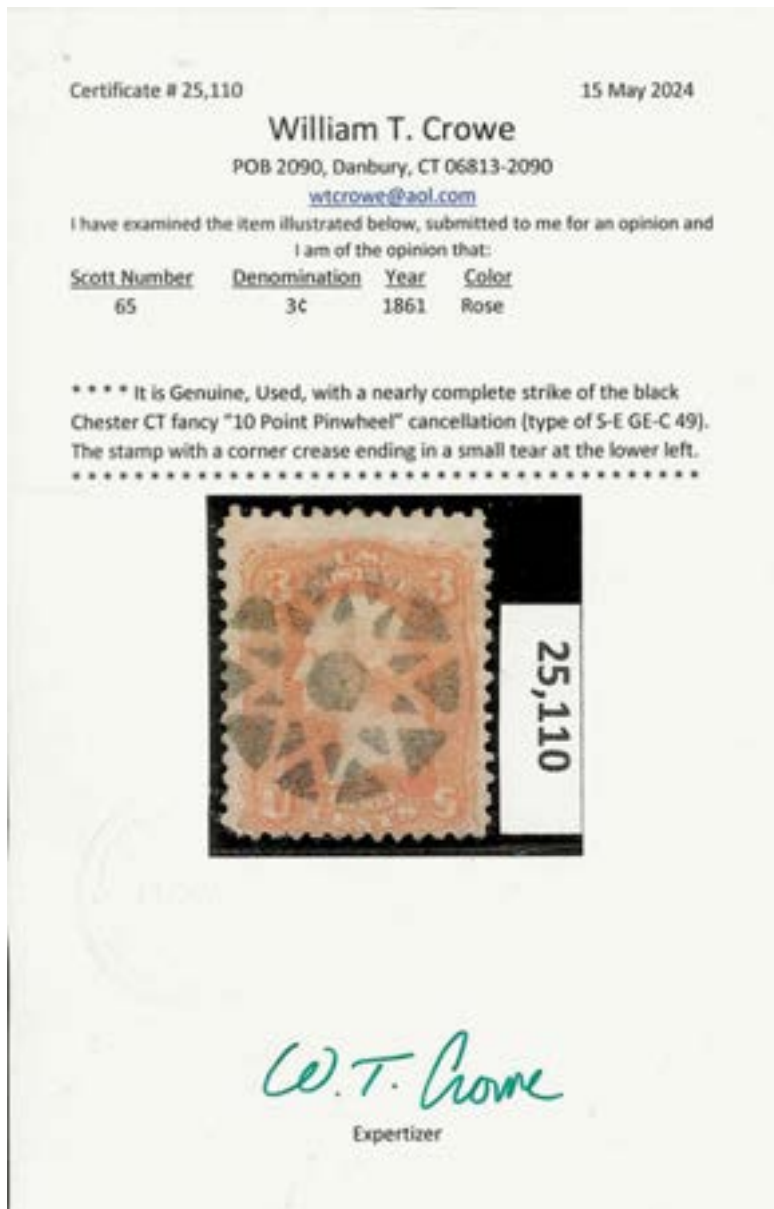 Certificate # 25,110 15 May 2024
William T. Crowe
POB 2090, Danbury, CT 06813-2090
wtcrowe@aol.com
I have examined the item illustrated below, submitted to me for an opinion and
I am of the opinion that:
Scott Number Denomination Year Color
65 3¢ 1861 Rose
* * * * It is Genuine, Used, with a nearly complete strike of the black
Chester CT fancy "10 Point Pinwheel" cancellation (type of S-E GE-C 49).
The stamp with a corner crease ending in a small tear at the lower left.
* * * * * * * * * * * * * * * * * * * * * * * * * * * * * * * * * * * * * * * *
3 3
U S
25,110
W. T. Crowe
Expertizer